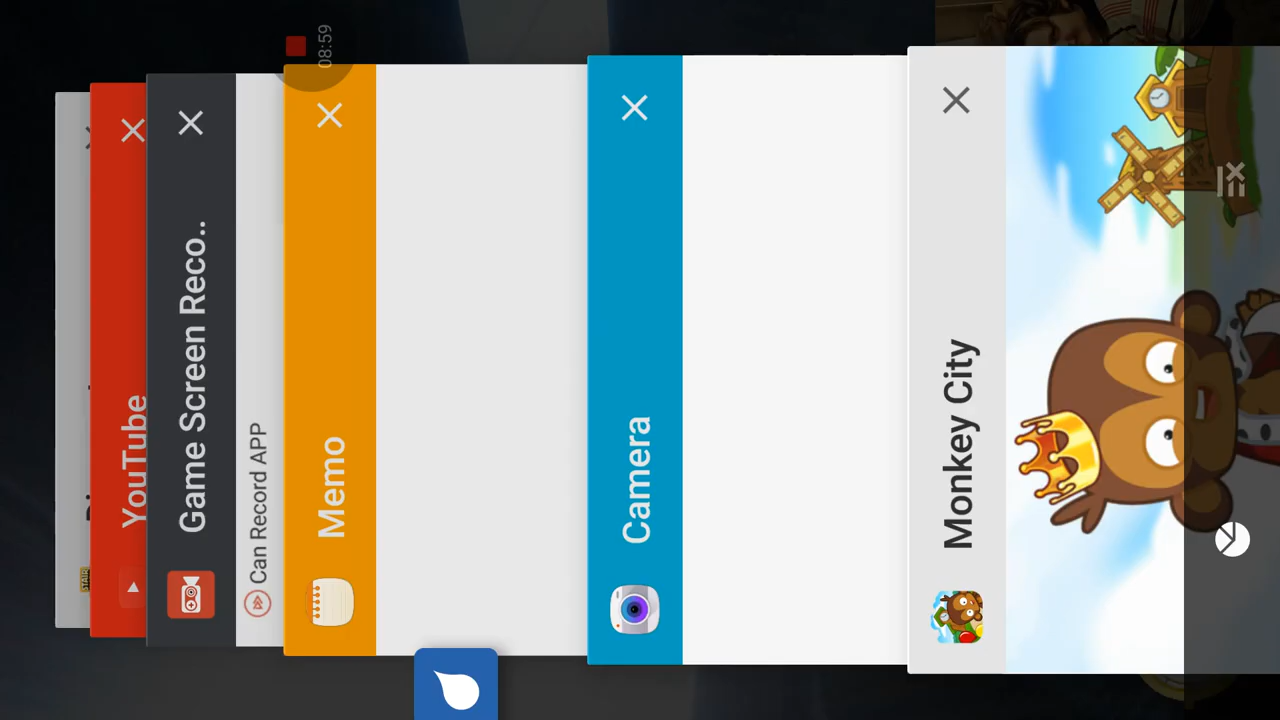 08:59
YouTube
Game Screen Reco..
Can Record APP
Memo
Camera
Monkey City